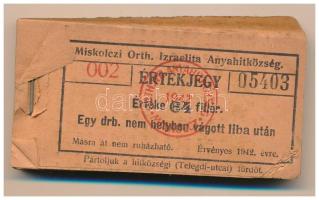 Miskolczi Orth. Izraelita Anyahitközség.
002 ÉRTÉKJEGY 05403
Értéke 64 fillér.
Egy drb. nem helyben vágott liba után
Másra át nem ruházható. Érvényes 1942. évre.
Pártoljuk a hitközségi (Telegdi-utcai) fürdőt.